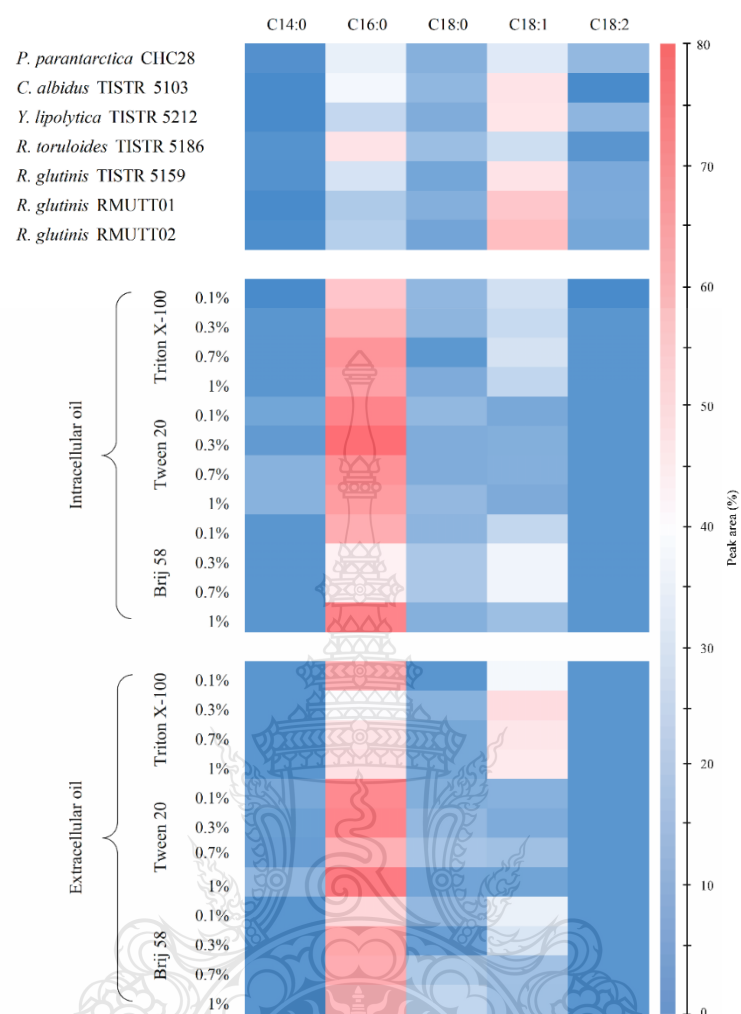 C14:0 C16:0 C18:0 C18:1 C18:2
P. parantarctica CHC28
C. albidus TISTR 5103
Y. lipolytica TISTR 5212
R. toruloides TISTR 5186
R. glutinis TISTR 5159
R. glutinis RMUTT01
R. glutinis RMUTT02
Intracellular oil
Triton X-100
0.1%
0.3%
0.7%
1%
Tween 20
0.1%
0.3%
0.7%
1%
Brij 58
0.1%
0.3%
0.7%
1%
Extracellular oil
Triton X-100
0.1%
0.3%
0.7%
1%
Tween 20
0.1%
0.3%
0.7%
1%
Brij 58
0.1%
0.3%
0.7%
1%
80
70
60
50
40
30
20
10
0
Peak area (%)